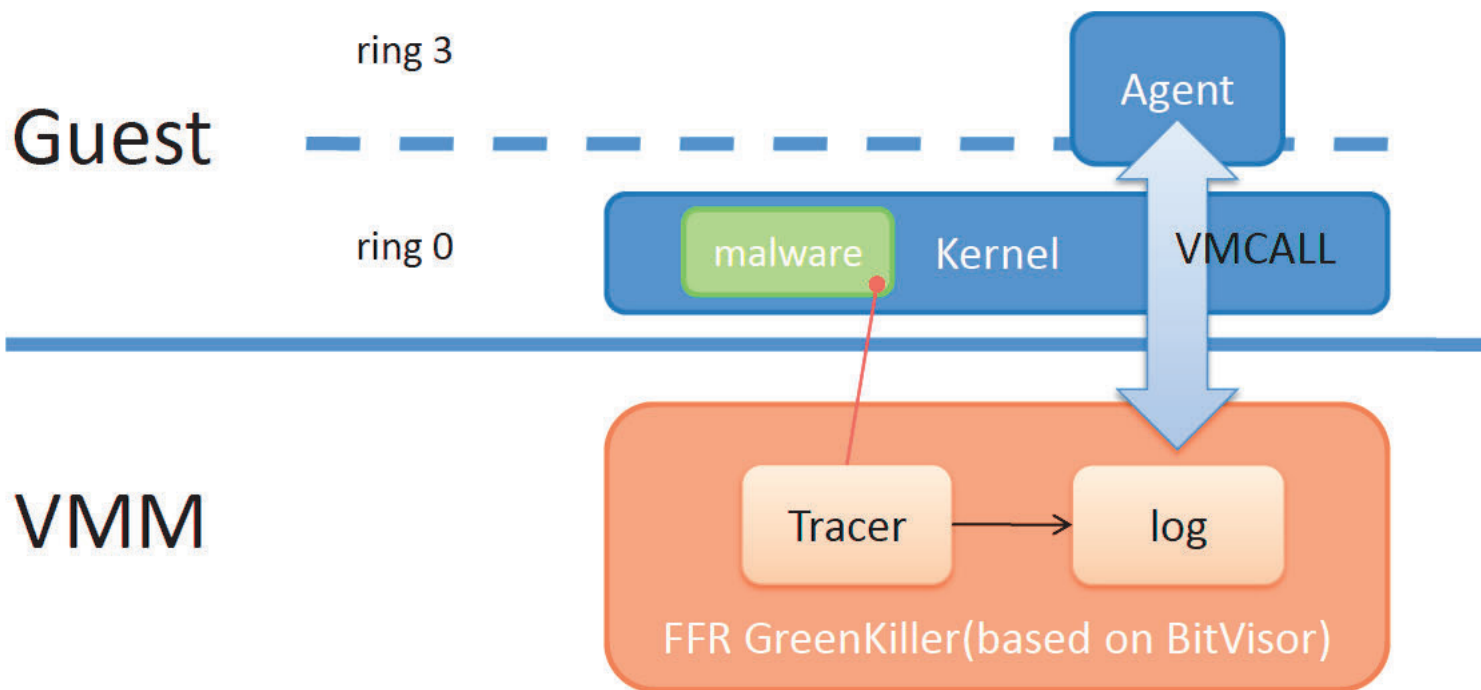 ring 3
Agent
Guest
ring 0
malware
Kernel
VMCALL
VMM
Tracer
log
FFR GreenKiller(based on BitVisor)